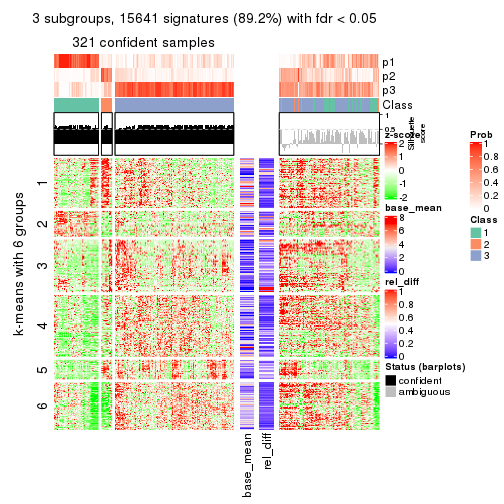 3 subgroups, 15641 signatures (89.2%) with fdr < 0.05
321 confident samples
p1
p2
p3
Class
1
0.5
0
Silhouette
score
k-means with 6 groups
1
2
3
4
5
6
base_mean
rel_diff
z-score
2
1
0
-1
-2
base_mean
8
6
4
2
0
rel_diff
1
0.8
0.6
0.4
0.2
0
Status (barplots)
confident
ambiguous
Prob
1
0.8
0.6
0.4
0.2
0
Class
1
2
3